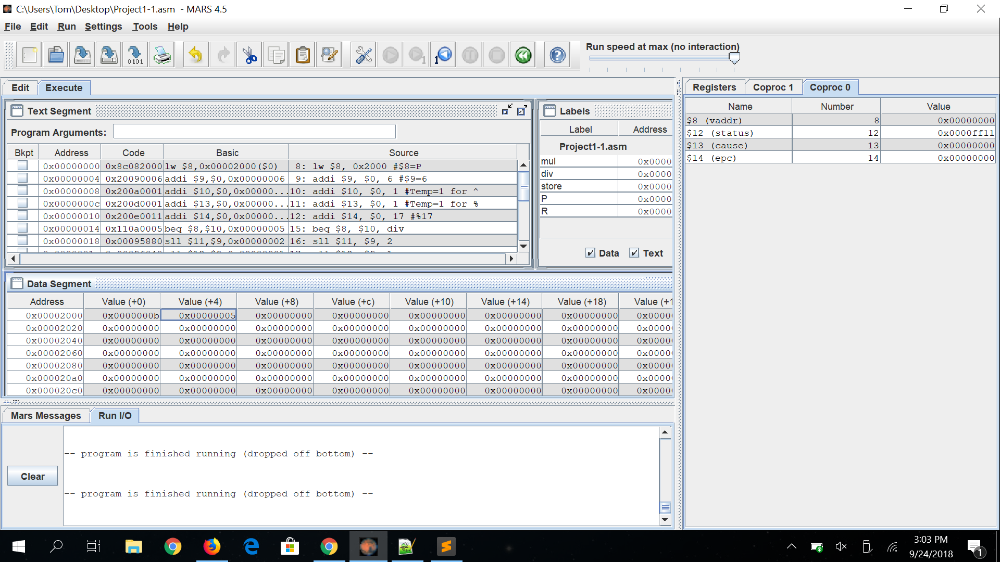 C:\Users\Tom\Desktop\Project1-1.asm - MARS 4.5
File Edit Run Settings Tools Help
Run speed at max (no interaction)
Edit Execute
Registers Coproc 1 Coproc 0
Text Segment
Program Arguments:
Bkpt Address Code Basic Source
0x00000000 0x8c082000 lw $8,0x00002000($0) 8: lw $8, 0x2000 #$8=P
0x00000004 0x20090006 addi $9,$0,0x00000006 9: addi $9, $0, 6 #$9=6
0x00000008 0x200a0001 addi $10,$0,0x00000... 10: addi $10, $0, 1 #Temp=1 for ^
0x0000000c 0x200d0001 addi $13,$0,0x00000... 11: addi $13, $0, 1 #Temp=1 for %
0x00000010 0x200e0011 addi $14,$0,0x00000... 12: addi $14, $0, 17 #%17
0x00000014 0x110a0005 beq $8,$10,0x00000005 15: beq $8, $10, div
0x00000018 0x00095880 sll $11,$9,0x00000002 16: sll $11, $9, 2
Labels
Label Address
Project1-1.asm
mul 0x0000
div 0x0000
store 0x0000
P 0x0000
R 0x0000
Data Text
Name Number Value
$8 (vaddr) 8 0x00000000
$12 (status) 12 0x0000ff11
$13 (cause) 13 0x00000000
$14 (epc) 14 0x00000000
Data Segment
Address Value (+0) Value (+4) Value (+8) Value (+c) Value (+10) Value (+14) Value (+18) Value (+1
0x00002000 0x0000000b 0x00000005 0x00000000 0x00000000 0x00000000 0x00000000 0x00000000 0x0000
0x00002020 0x00000000 0x00000000 0x00000000 0x00000000 0x00000000 0x00000000 0x00000000 0x0000
0x00002040 0x00000000 0x00000000 0x00000000 0x00000000 0x00000000 0x00000000 0x00000000 0x0000
0x00002060 0x00000000 0x00000000 0x00000000 0x00000000 0x00000000 0x00000000 0x00000000 0x0000
0x00002080 0x00000000 0x00000000 0x00000000 0x00000000 0x00000000 0x00000000 0x00000000 0x0000
0x000020a0 0x00000000 0x00000000 0x00000000 0x00000000 0x00000000 0x00000000 0x00000000 0x0000
0x000020c0 0x00000000 0x00000000 0x00000000 0x00000000 0x00000000 0x00000000 0x00000000 0x0000
Mars Messages Run I/O
-- program is finished running (dropped off bottom) --
Clear
-- program is finished running (dropped off bottom) --
3:03 PM
9/24/2018
1